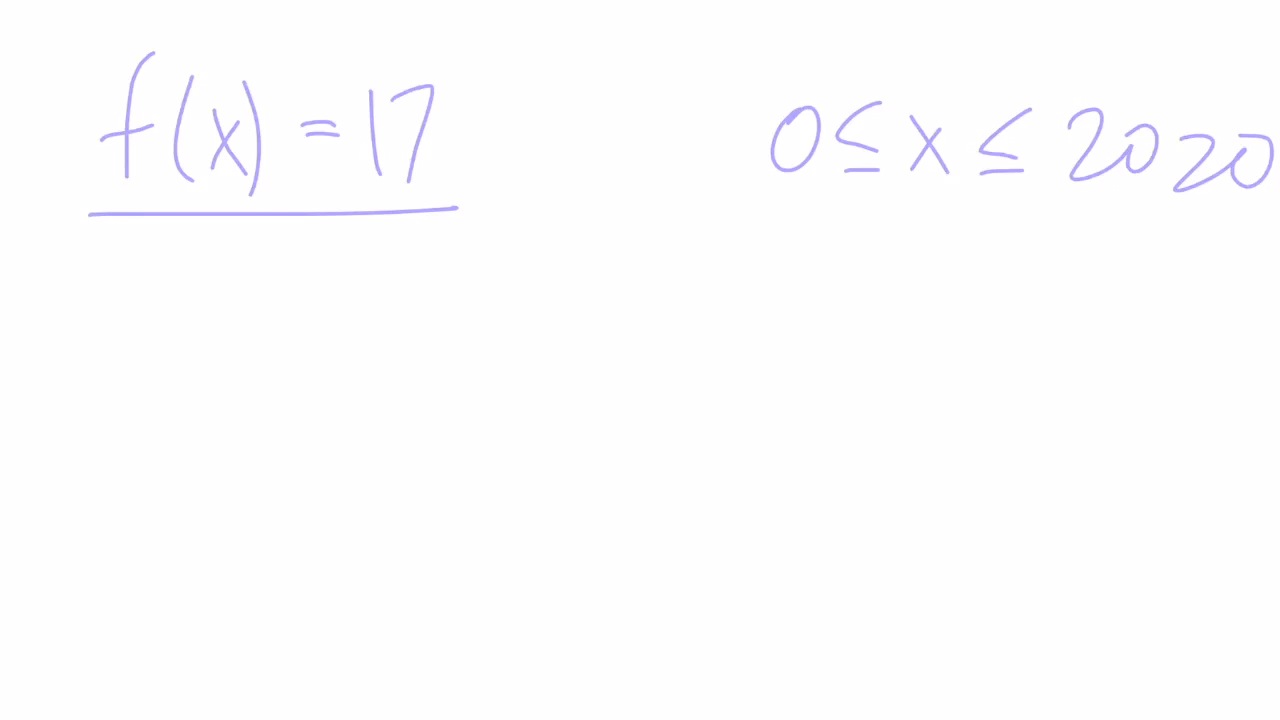 f(x) = 17
0 ≤ x ≤ 2020